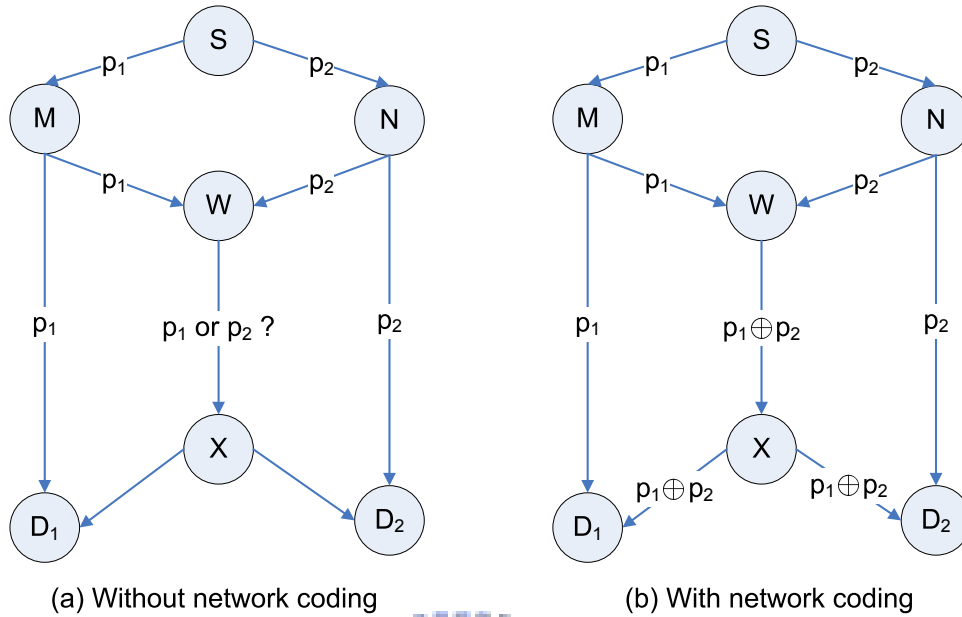 S
p₁
p₂
M
N
p₁
p₂
W
p₁
p₁ or p₂ ?
p₂
X
D₁
D₂
(a) Without network coding
S
p₁
p₂
M
N
p₁
p₂
W
p₁
p₁⊕p₂
p₂
X
p₁⊕p₂
p₁⊕p₂
D₁
D₂
(b) With network coding